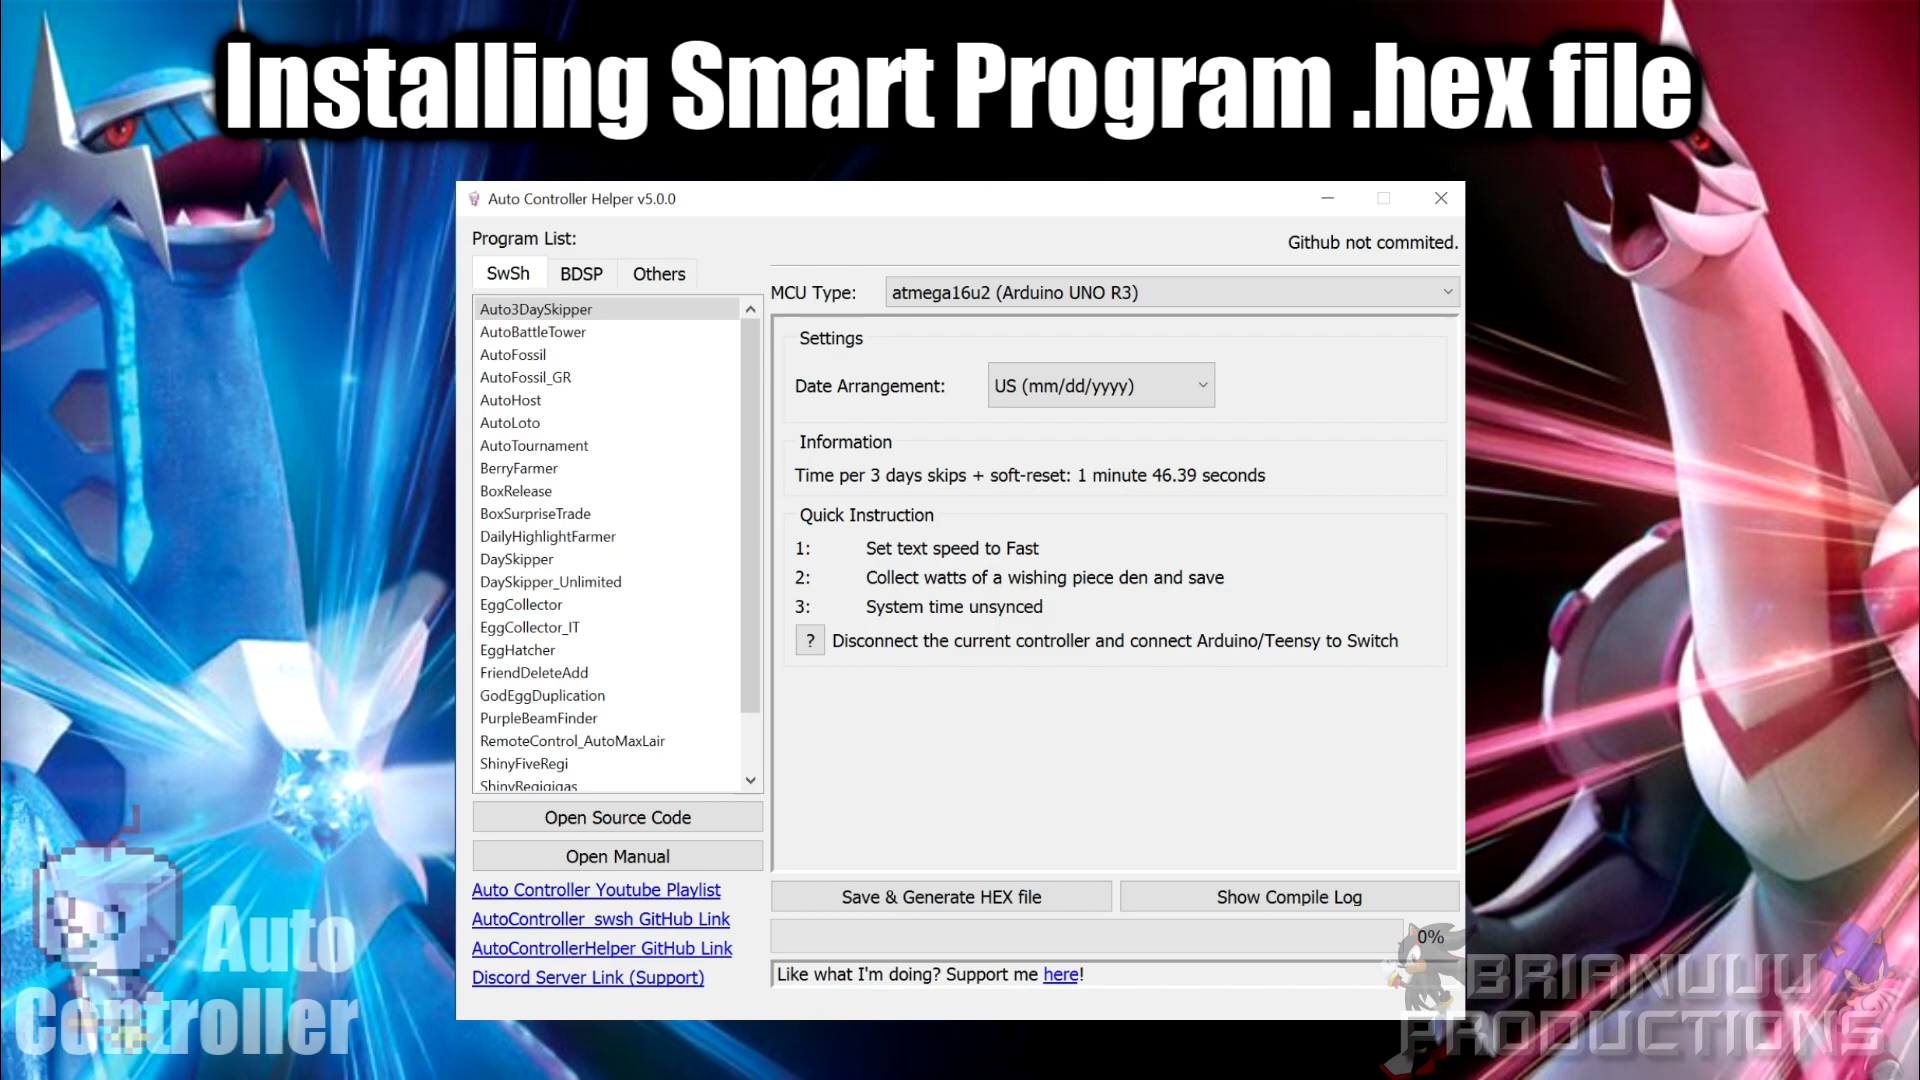 Installing Smart Program .hex file
Auto Controller Helper v5.0.0
Program List:
Github not commited.
SwSh
BDSP
Others
MCU Type:
atmega16u2 (Arduino UNO R3)
Auto3DaySkipper
AutoBattleTower
AutoFossil
AutoFossil_GR
AutoHost
AutoLoto
AutoTournament
BerryFarmer
BoxRelease
BoxSurpriseTrade
DailyHighlightFarmer
DaySkipper
DaySkipper_Unlimited
EggCollector
EggCollector_IT
EggHatcher
FriendDeleteAdd
GodEggDuplication
PurpleBeamFinder
RemoteControl_AutoMaxLair
ShinyFiveRegi
ShinyRegigigas
Settings
Date Arrangement:
US (mm/dd/yyyy)
Information
Time per 3 days skips + soft-reset: 1 minute 46.39 seconds
Quick Instruction
1: Set text speed to Fast
2: Collect watts of a wishing piece den and save
3: System time unsynced
? Disconnect the current controller and connect Arduino/Teensy to Switch
Open Source Code
Open Manual
Auto Controller Youtube Playlist
AutoController_swsh GitHub Link
AutoControllerHelper GitHub Link
Discord Server Link (Support)
Save & Generate HEX file
Show Compile Log
0%
Like what I'm doing? Support me here!
Auto
Controller
BRIANUUU
PRODUCTIONS